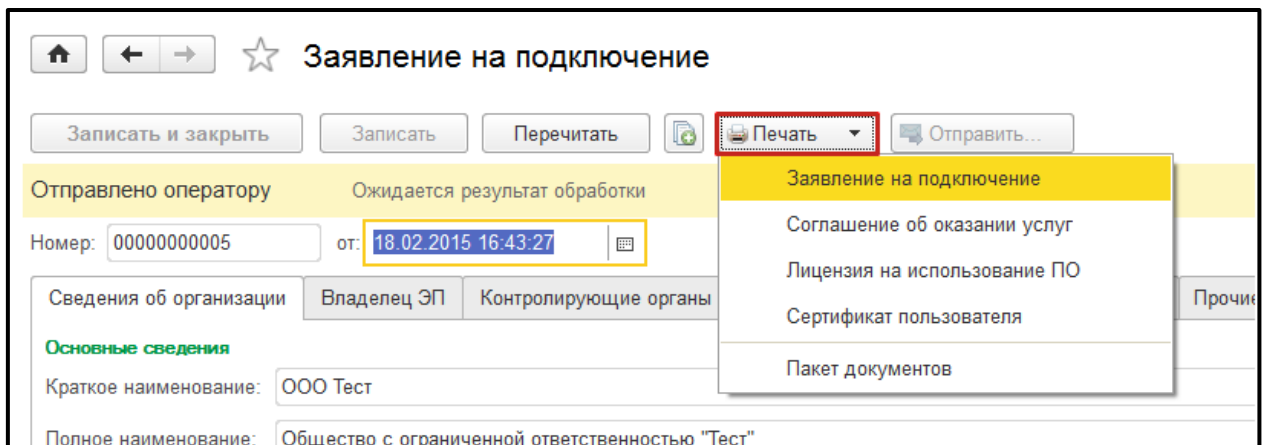 Заявление на подключение
Записать и закрыть Записать Перечитать Печать Отправить...
Отправлено оператору Ожидается результат обработки
Заявление на подключение
Соглашение об оказании услуг
Лицензия на использование ПО
Сертификат пользователя
Пакет документов
Номер: 00000000005 от: 18.02.2015 16:43:27
Сведения об организации Владелец ЭП Контролирующие органы Прочие
Основные сведения
Краткое наименование: ООО Тест
Полное наименование: Общество с ограниченной ответственностью "Тест"